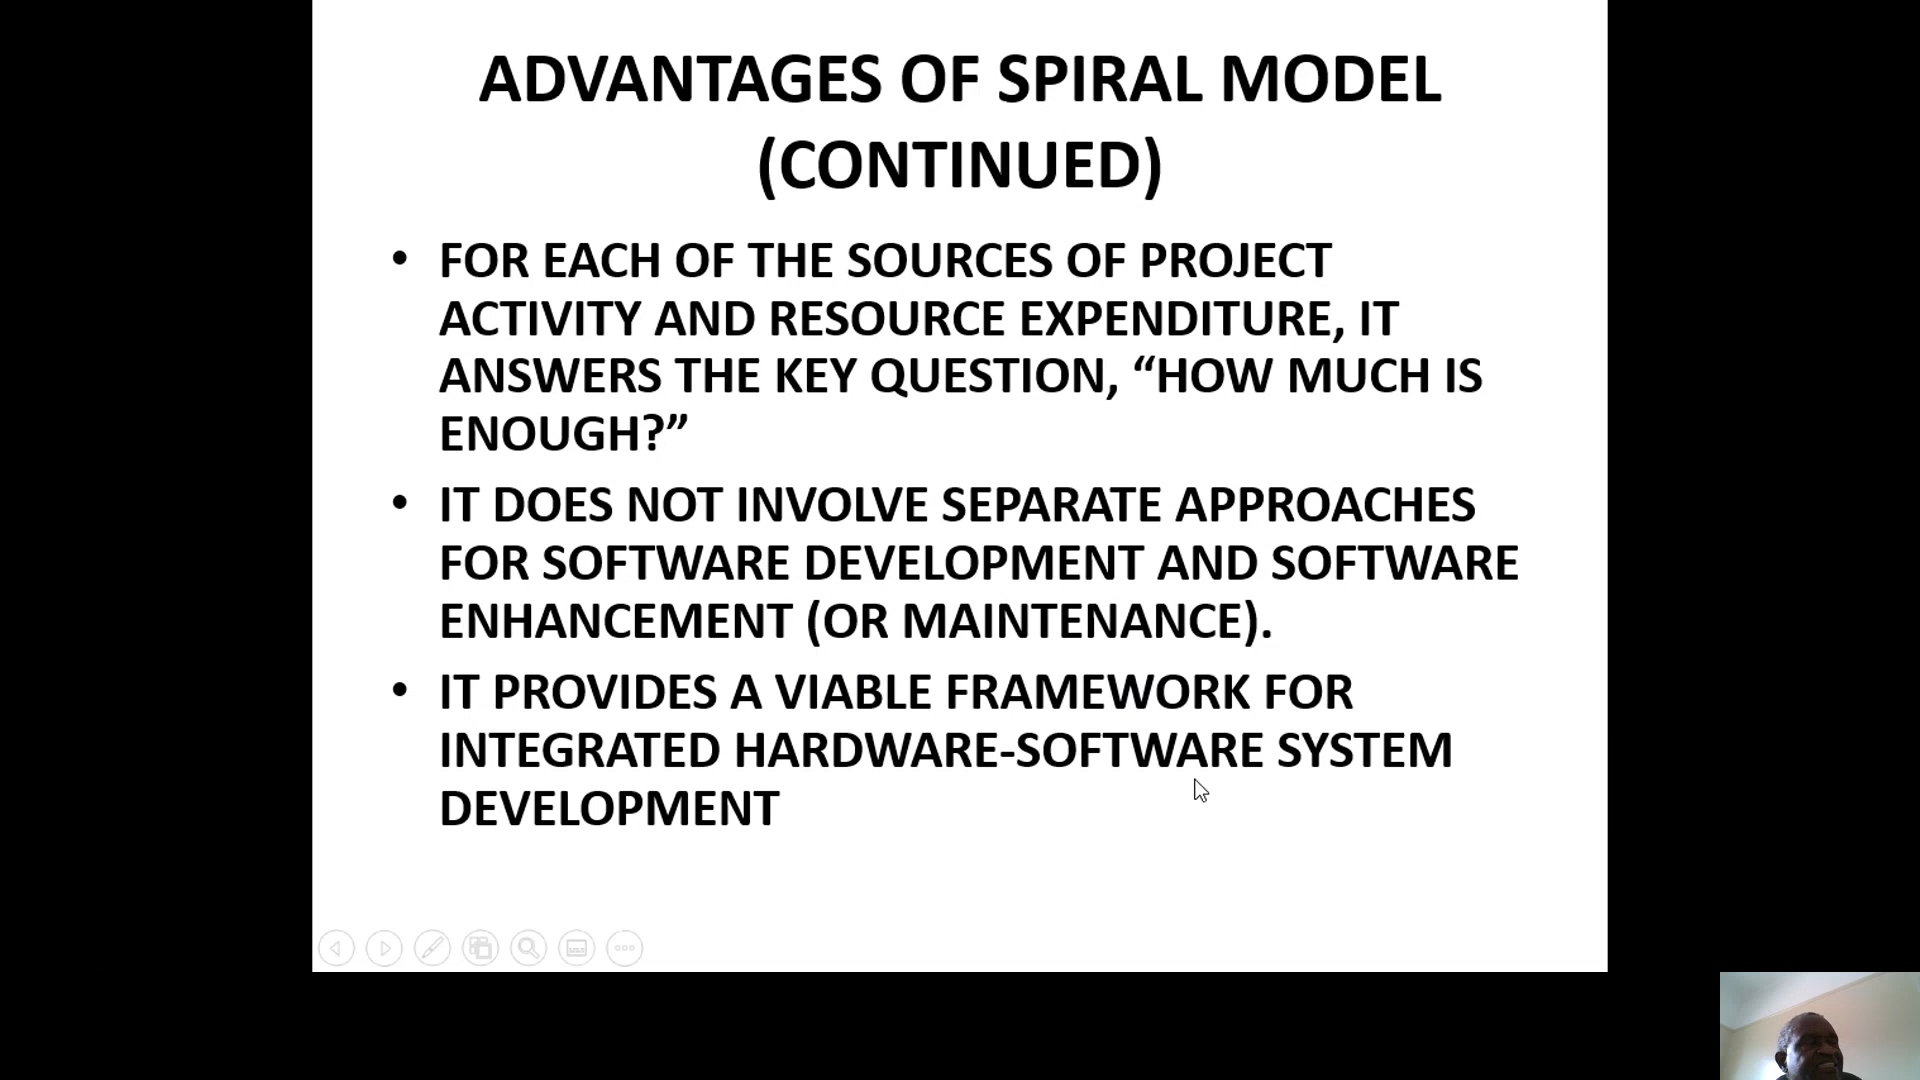 ADVANTAGES OF SPIRAL MODEL
(CONTINUED)
• FOR EACH OF THE SOURCES OF PROJECT
ACTIVITY AND RESOURCE EXPENDITURE, IT
ANSWERS THE KEY QUESTION, “HOW MUCH IS
ENOUGH?”
• IT DOES NOT INVOLVE SEPARATE APPROACHES
FOR SOFTWARE DEVELOPMENT AND SOFTWARE
ENHANCEMENT (OR MAINTENANCE).
• IT PROVIDES A VIABLE FRAMEWORK FOR
INTEGRATED HARDWARE-SOFTWARE SYSTEM
DEVELOPMENT